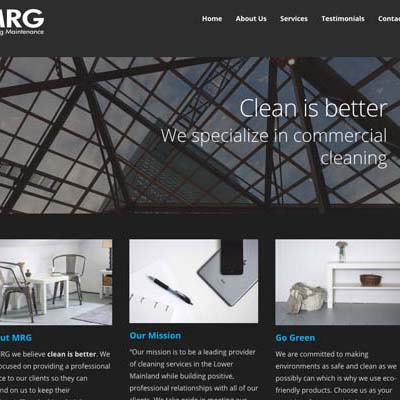 MRG
g Maintenance
Home About Us Services Testimonials Contac
Clean is better
We specialize in commercial
cleaning
ut MRG
RG we believe clean is better. We
focused on providing a professional
ce to our clients so they can
nd on us to keep their
Our Mission
"Our mission is to be a leading provider
of cleaning services in the Lower
Mainland while building positive,
professional relationships with all of our
clients. We take pride in meeting our
Go Green
We are committed to making
environments as safe and clean as we
possibly can which is why we use eco-
friendly products. Choose us as your